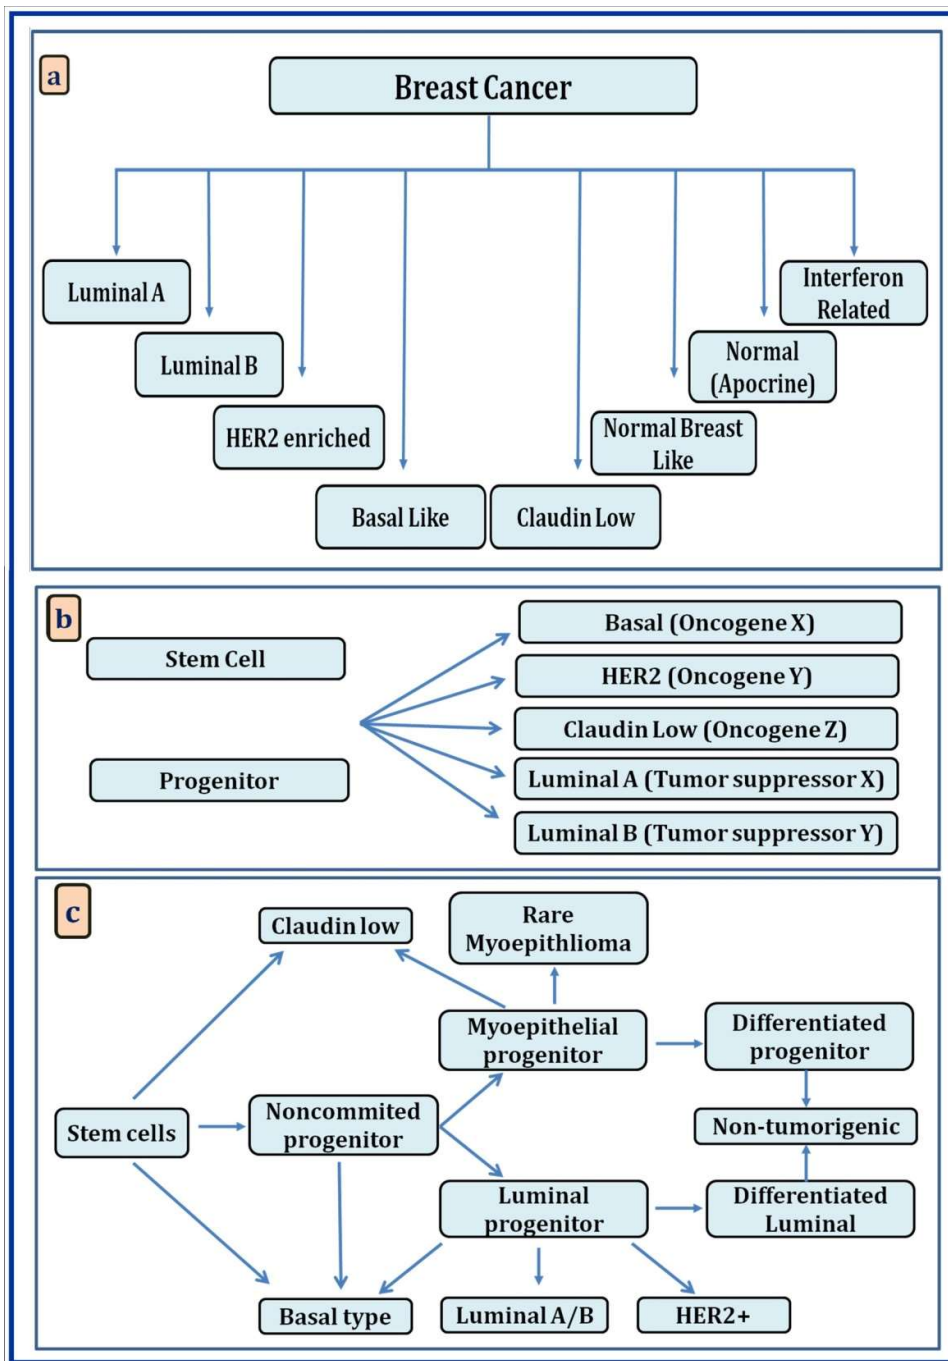 a
Breast Cancer
Luminal A
Luminal B
HER2 enriched
Basal Like
Claudin Low
Normal Breast
Like
Normal
(Apocrine)
Interferon
Related
b
Stem Cell
Progenitor
Basal (Oncogene X)
HER2 (Oncogene Y)
Claudin Low (Oncogene Z)
Luminal A (Tumor suppressor X)
Luminal B (Tumor suppressor Y)
c
Claudin low
Rare
Myoepithlioma
Myoepithelial
progenitor
Differentiated
progenitor
Stem cells
Noncommited
progenitor
Non-tumorigenic
Luminal
progenitor
Differentiated
Luminal
Basal type
Luminal A/B
HER2+